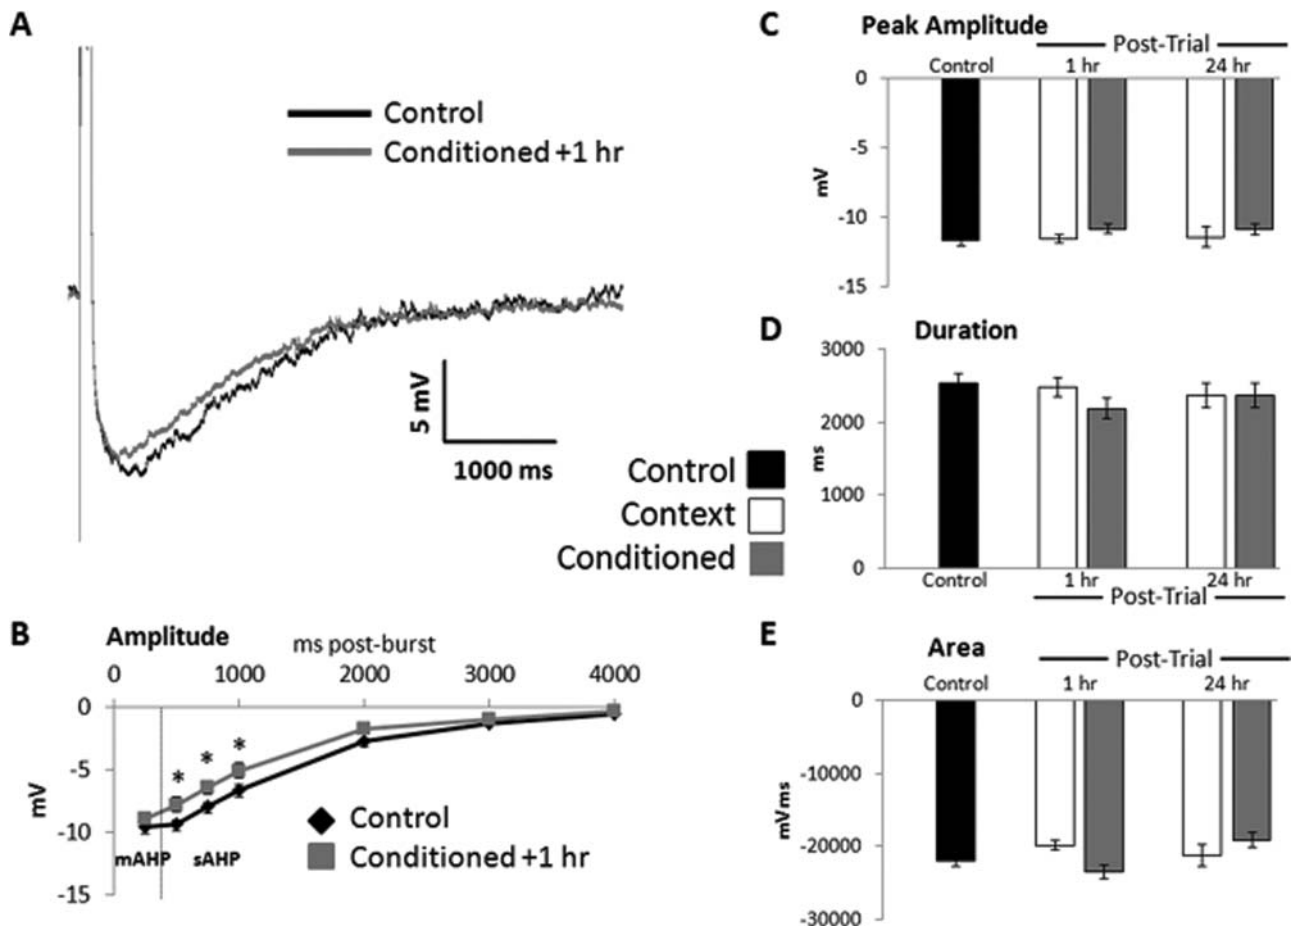 A
Control
Conditioned +1 hr
5 mV
1000 ms
Control
Context
Conditioned
B
Amplitude
ms post-burst
0 1000 2000 3000 4000
0
-5
-10
-15
mV
* * *
mAHP sAHP
Control
Conditioned +1 hr
C
Peak Amplitude
Post-Trial
Control 1 hr 24 hr
0
-5
-10
-15
mV
D
Duration
3000
2000
1000
0
ms
Control 1 hr 24 hr
Post-Trial
E
Area
Post-Trial
Control 1 hr 24 hr
0
-10000
-20000
-30000
mVms